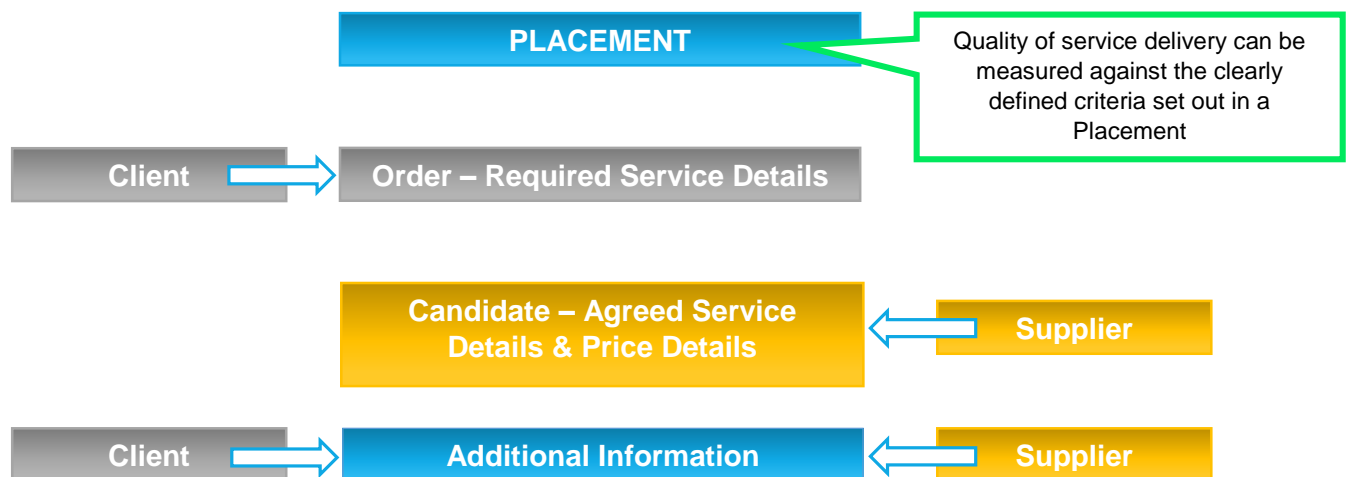 PLACEMENT
Quality of service delivery can be
measured against the clearly
defined criteria set out in a
Placement
Client
Order – Required Service Details
Candidate – Agreed Service
Details & Price Details
Supplier
Client
Additional Information
Supplier